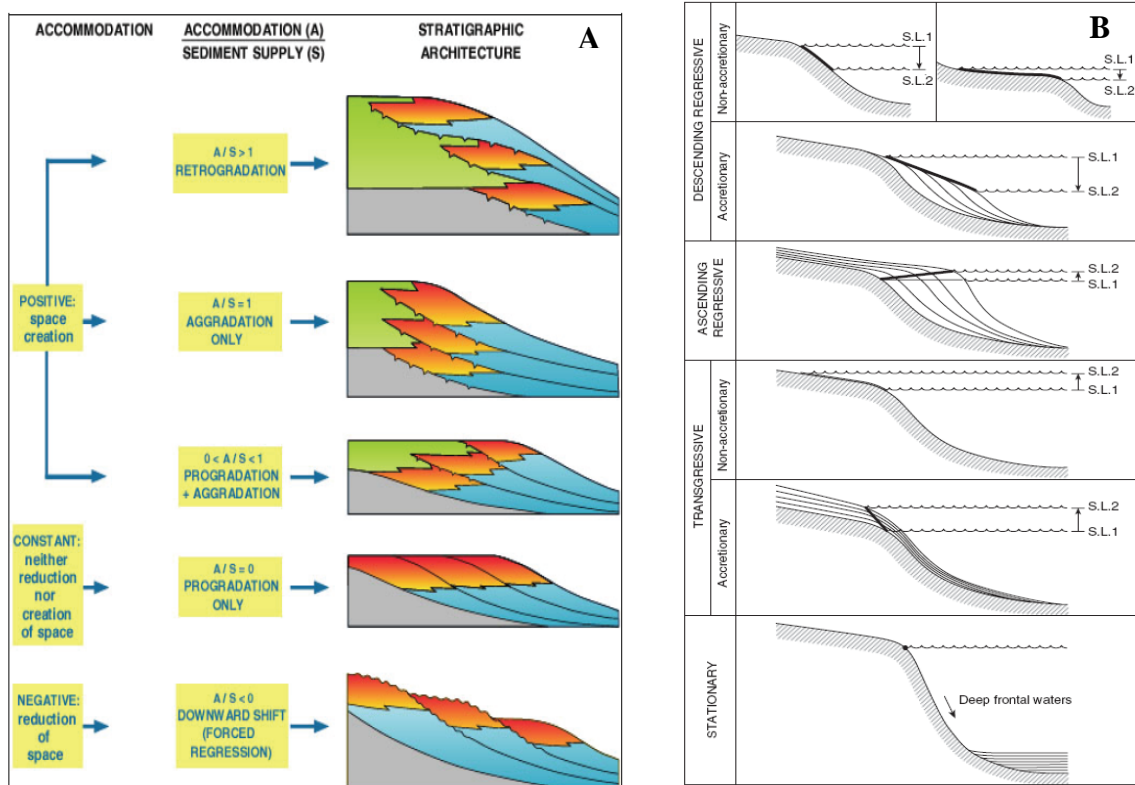 ACCOMMODATION
ACCOMMODATION (A)
SEDIMENT SUPPLY (S)
STRATIGRAPHIC
ARCHITECTURE
A
A / S > 1
RETROGRADATION
POSITIVE:
space
creation
A / S = 1
AGGRADATION
ONLY
0 < A / S < 1
PROGRADATION
+ AGGRADATION
CONSTANT:
neither
reduction
nor
creation
of space
A / S = 0
PROGRADATION
ONLY
NEGATIVE:
reduction
of
space
A / S < 0
DOWNWARD SHIFT
(FORCED
REGRESSION)
B
DESCENDING REGRESSIVE
Non-accretionary
S.L.1
S.L.2
S.L.1
S.L.2
Accretionary
S.L.1
S.L.2
ASCENDING
REGRESSIVE
S.L.2
S.L.1
TRANSGRESSIVE
Non-accretionary
S.L.2
S.L.1
Accretionary
S.L.2
S.L.1
STATIONARY
Deep frontal waters